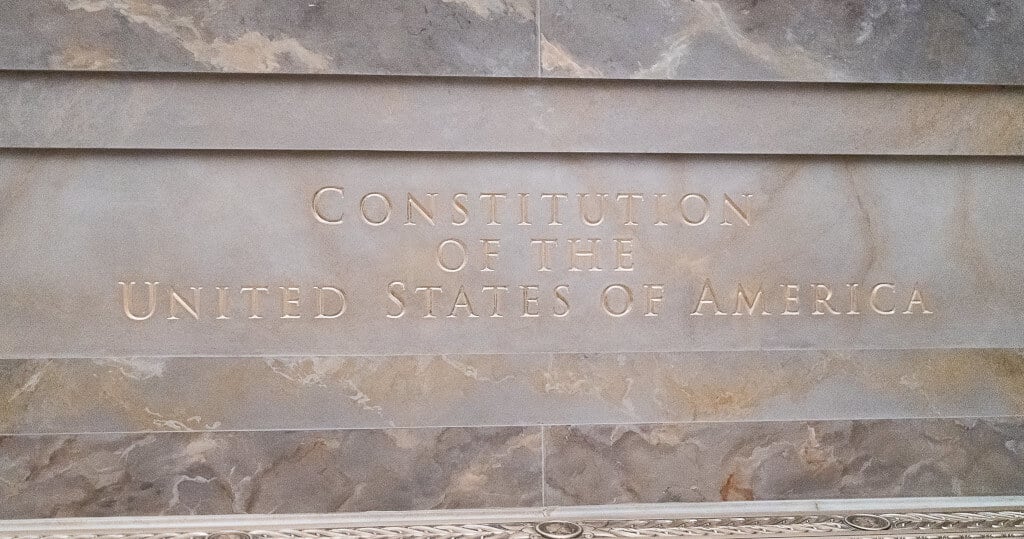 CONSTITUTION
OF THE
UNITED STATES OF AMERICA